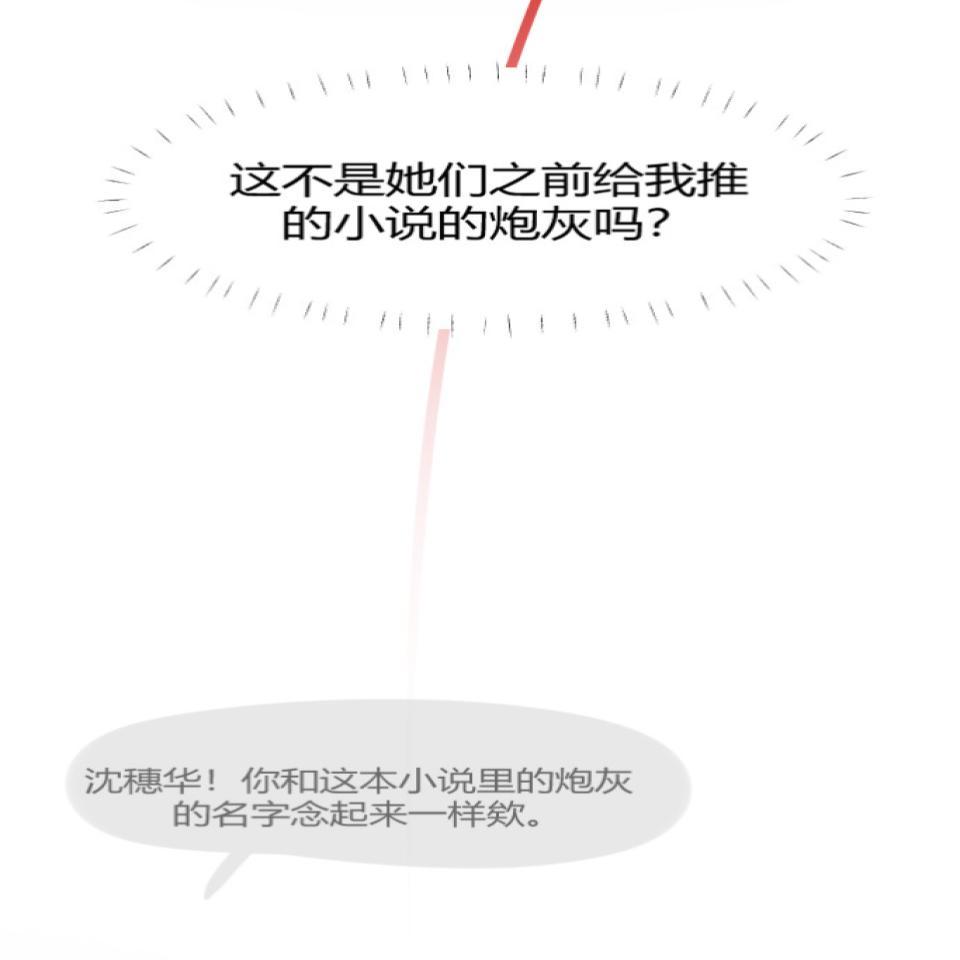 这不是她们之前给我推
的小说的炮灰吗？
沈穗华！你和这本小说里的炮灰
的名字念起来一样欸。